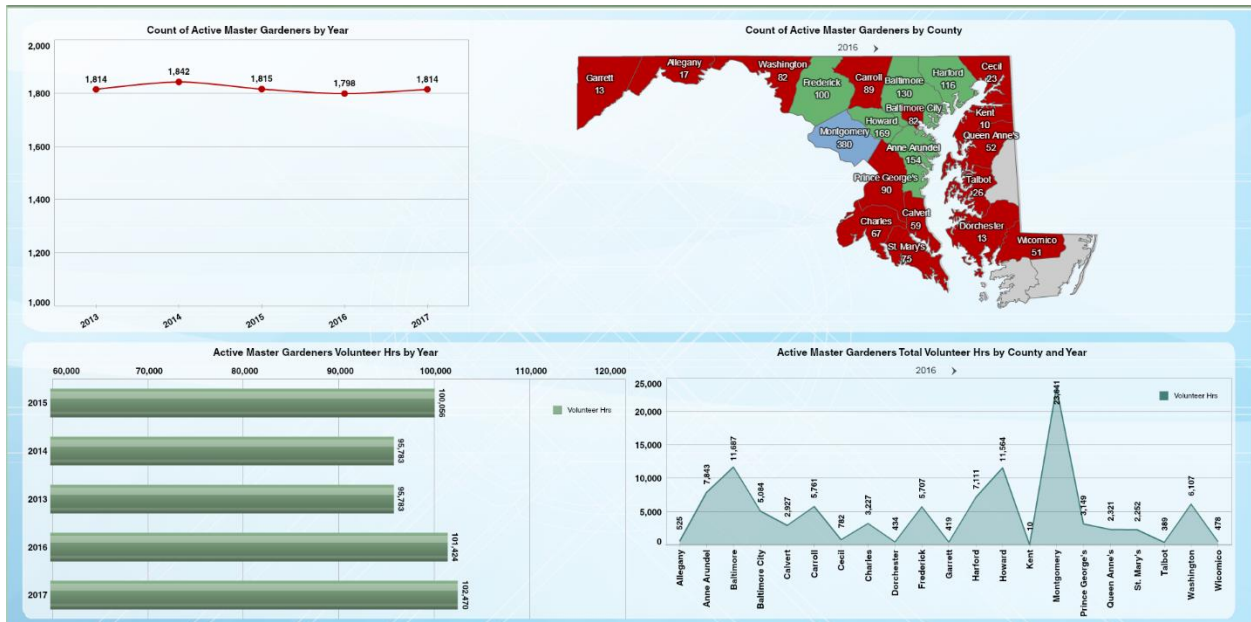 Count of Active Master Gardeners by Year
2,000
1,800
1,600
1,400
1,200
1,000
1,814
1,842
1,815
1,798
1,814
2013
2014
2015
2016
2017
Count of Active Master Gardeners by County
2016
Garrett
13
Allegany
17
Washington
82
Frederick
100
Carroll
89
Baltimore
130
Harford
116
Cecil
23
Baltimore City
82
Howard
169
Montgomery
380
Anne Arundel
154
Kent
10
Queen Anne's
52
Prince George's
90
Talbot
26
Charles
67
Calvert
59
Dorchester
13
St. Mary's
75
Wicomico
51
Active Master Gardeners Volunteer Hrs by Year
60,000 70,000 80,000 90,000 100,000 110,000 120,000
2015
100,056
2014
95,783
2013
95,783
2016
101,424
2017
102,470
Volunteer Hrs
Active Master Gardeners Total Volunteer Hrs by County and Year
2016
25,000
20,000
15,000
10,000
5,000
0
Volunteer Hrs
525
7,843
11,687
5,084
2,927
5,761
782
3,227
434
5,707
419
7,111
11,564
10
3,149
2,321
2,252
389
6,107
478
Allegany
Anne Arundel
Baltimore
Baltimore City
Calvert
Carroll
Cecil
Charles
Dorchester
Frederick
Garrett
Harford
Howard
Kent
Montgomery
Prince George's
Queen Anne's
St. Mary's
Talbot
Washington
Wicomico